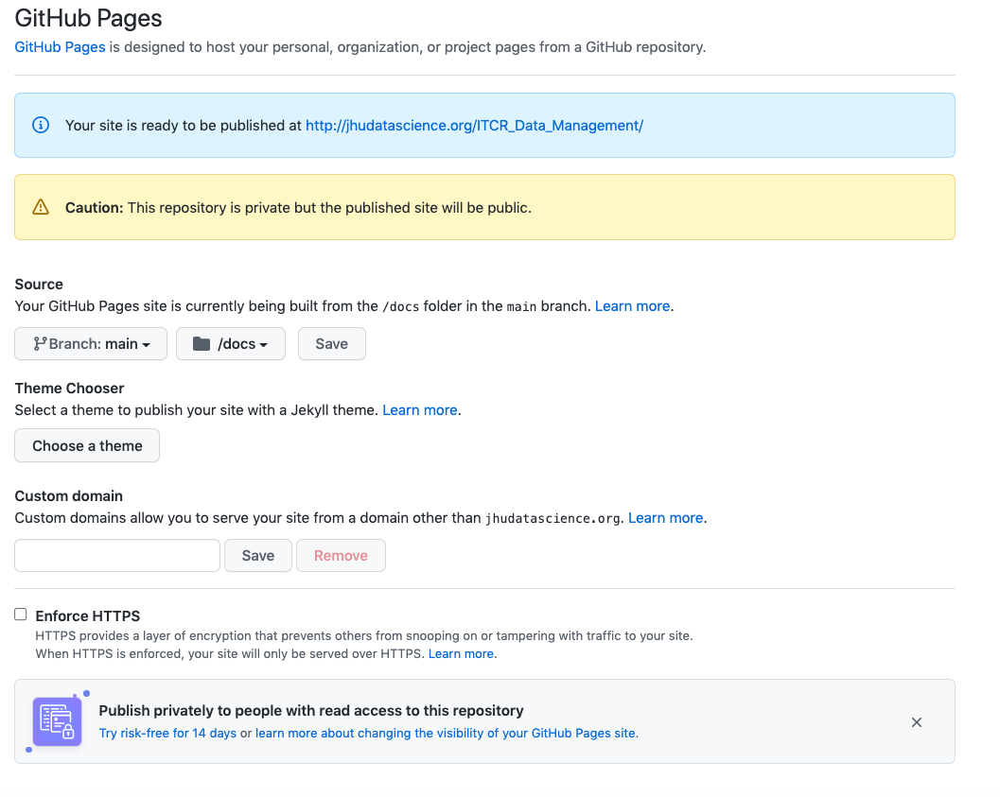 GitHub Pages
GitHub Pages is designed to host your personal, organization, or project pages from a GitHub repository.
Your site is ready to be published at http://jhudatascience.org/ITCR_Data_Management/
Caution: This repository is private but the published site will be public.
Source
Your GitHub Pages site is currently being built from the /docs folder in the main branch. Learn more.
Branch: main /docs Save
Theme Chooser
Select a theme to publish your site with a Jekyll theme. Learn more.
Choose a theme
Custom domain
Custom domains allow you to serve your site from a domain other than jhudatascience.org. Learn more.
Save Remove
Enforce HTTPS
HTTPS provides a layer of encryption that prevents others from snooping on or tampering with traffic to your site.
When HTTPS is enforced, your site will only be served over HTTPS. Learn more.
Publish privately to people with read access to this repository
Try risk-free for 14 days or learn more about changing the visibility of your GitHub Pages site.